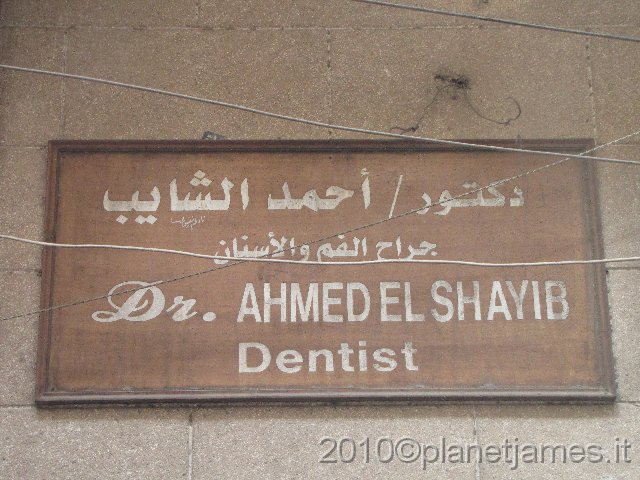 دكتور / أحمد الشايب
جراح الفم والأسنان
Dr. AHMED EL SHAYIB
Dentist
2010©planetjames.it